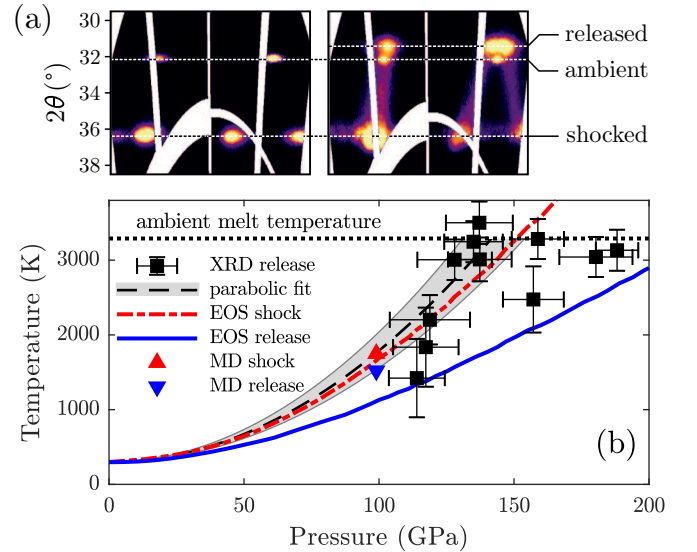 (a)
30
32
34
36
38
2θ(°)
released
ambient
shocked
ambient melt temperature
XRD release
parabolic fit
EOS shock
EOS release
MD shock
MD release
(b)
3000
2000
1000
0
Temperature (K)
0 50 100 150 200
Pressure (GPa)